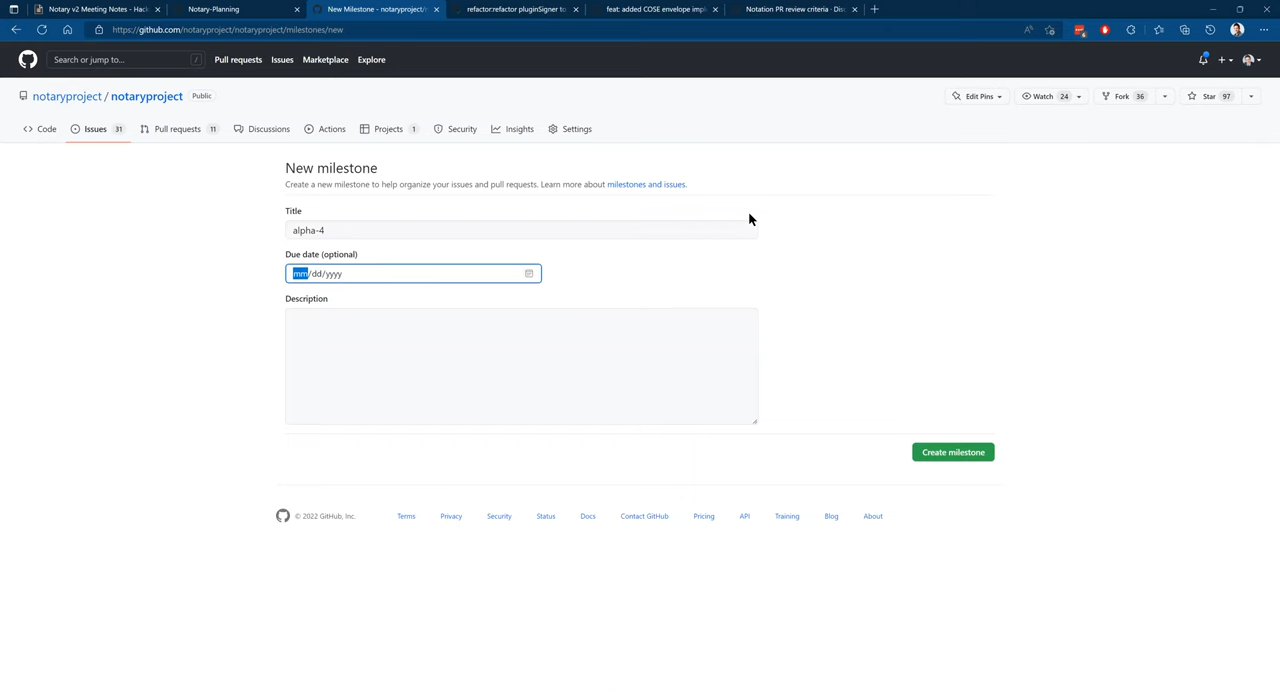 Notary v2 Meeting Notes - Hack
Notary-Planning
New Milestone - notaryproject/
refactor:refactor pluginSigner to
feat: added COSE envelope impl
Notation PR review criteria · Disc
https://github.com/notaryproject/notaryproject/milestones/new
Search or jump to... /
Pull requests Issues Marketplace Explore
notaryproject / notaryproject Public
Edit Pins Watch 24 Fork 36 Star 97
Code Issues 31 Pull requests 11 Discussions Actions Projects 1 Security Insights Settings
New milestone
Create a new milestone to help organize your issues and pull requests. Learn more about milestones and issues.
Title
alpha-4
Due date (optional)
mm/dd/yyyy
Description
Create milestone
© 2022 GitHub, Inc. Terms Privacy Security Status Docs Contact GitHub Pricing API Training Blog About